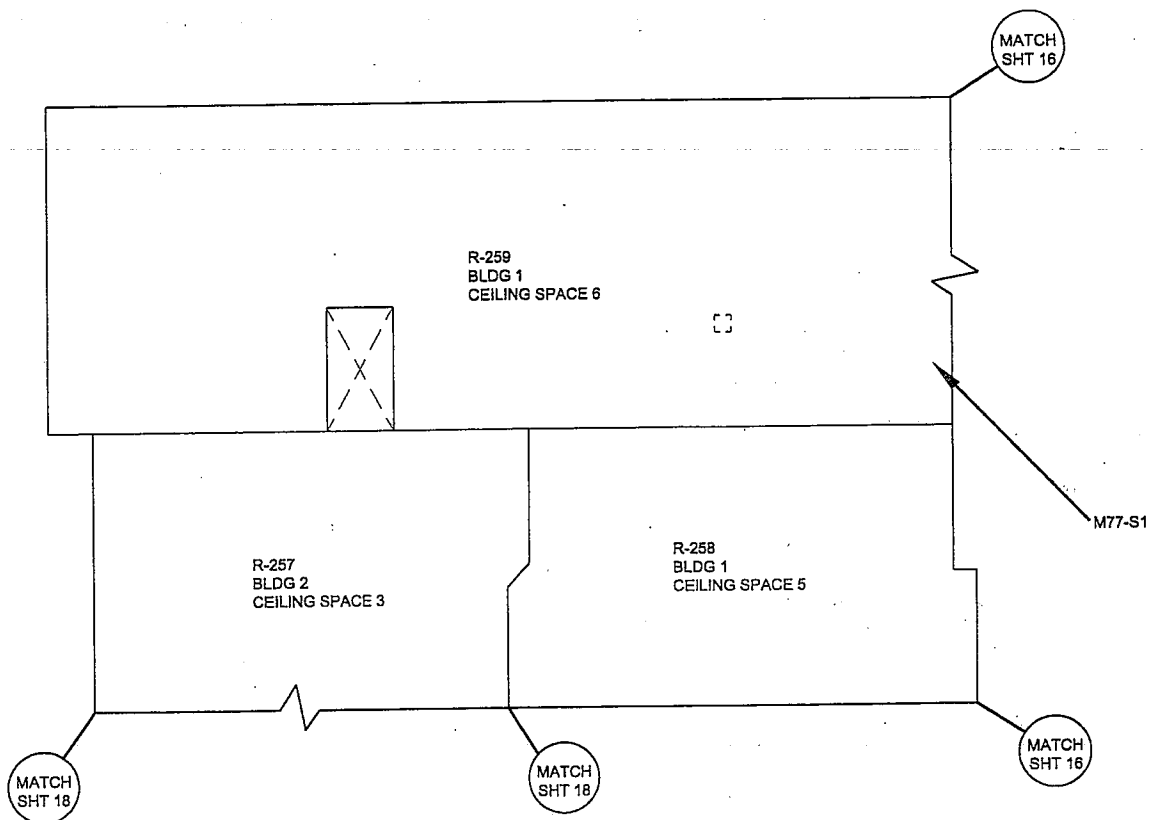 MATCH
SHT 16
R-259
BLDG 1
CEILING SPACE 6
M77-S1
R-257
BLDG 2
CEILING SPACE 3
R-258
BLDG 1
CEILING SPACE 5
MATCH
SHT 18
MATCH
SHT 18
MATCH
SHT 16